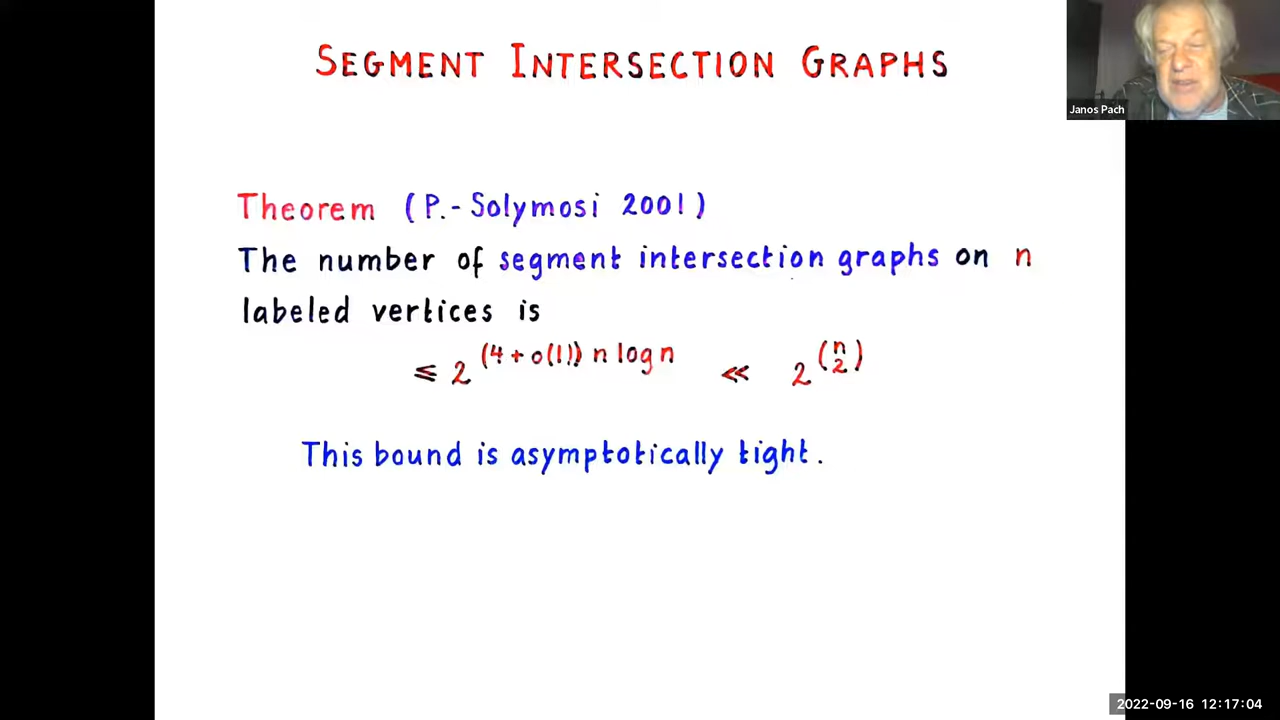 SEGMENT INTERSECTION GRAPHS
Janos Pach
Theorem (P.-Solymosi 2001)
The number of segment intersection graphs on n
labeled vertices is
≤ 2^{(4+o(1)) n log n} ≪ 2^{\binom{n}{2}}
This bound is asymptotically tight.
2022-09-16 12:17:04